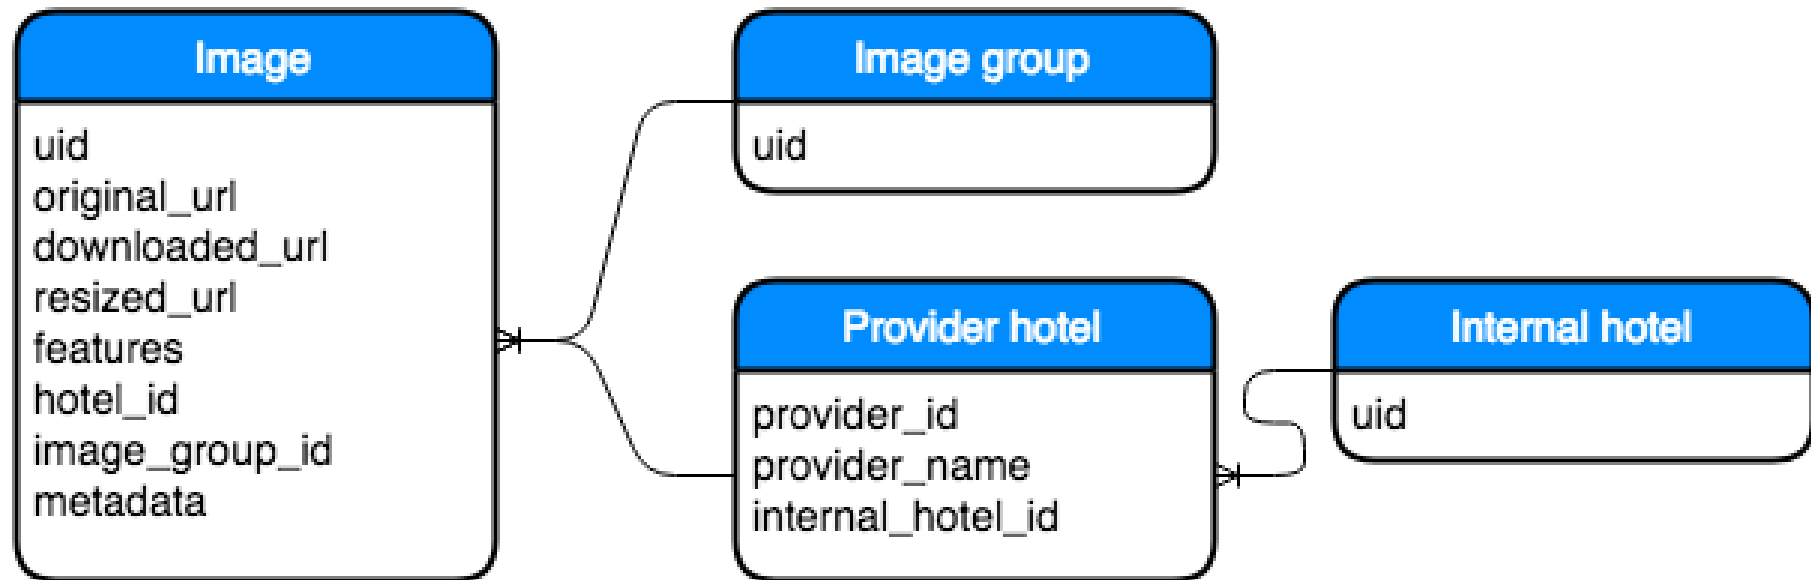 Image
uid
original_url
downloaded_url
resized_url
features
hotel_id
image_group_id
metadata
Image group
uid
Provider hotel
provider_id
provider_name
internal_hotel_id
Internal hotel
uid